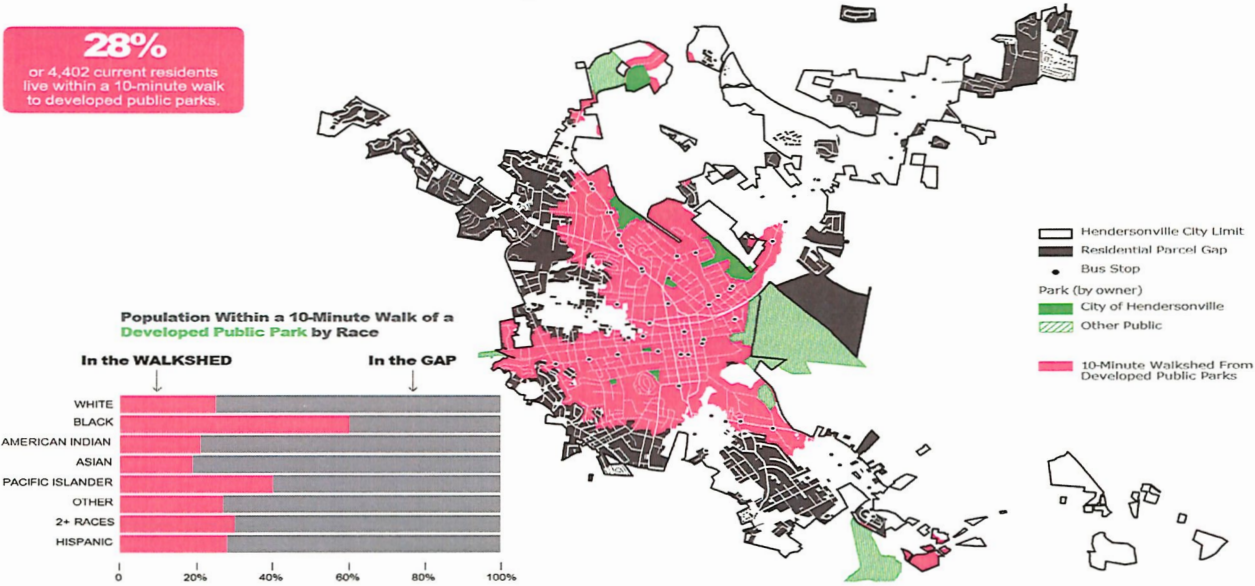 28%
or 4,402 current residents
live within a 10-minute walk
to developed public parks.
Hendersonville City Limit
Residential Parcel Gap
Bus Stop
Park (by owner)
City of Hendersonville
Other Public
10-Minute Walkshed From
Developed Public Parks
Population Within a 10-Minute Walk of a
Developed Public Park by Race
In the WALKSHED
In the GAP
WHITE
BLACK
AMERICAN INDIAN
ASIAN
PACIFIC ISLANDER
OTHER
2+ RACES
HISPANIC
0 20% 40% 60% 80% 100%